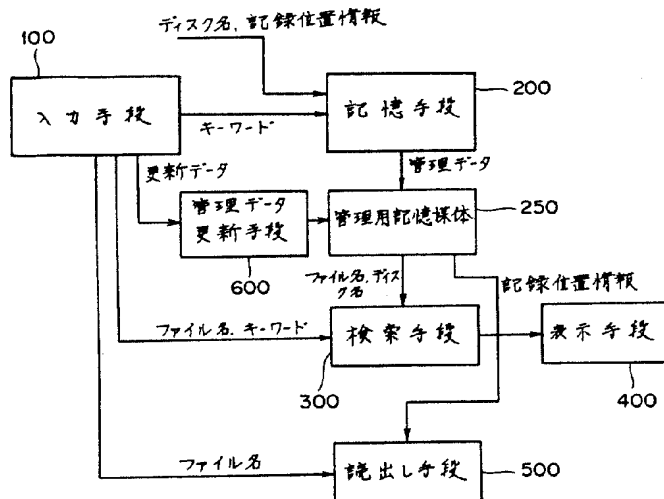 ディスク名,記録位置情報
100
入力手段
キーワード
記憶手段
200
更新データ
管理データ
管理データ
更新手段
600
管理用記憶媒体
250
ファイル名,ディス
ク名
記録位置情報
ファイル名,キーワード
検索手段
300
表示手段
400
ファイル名
読出し手段
500